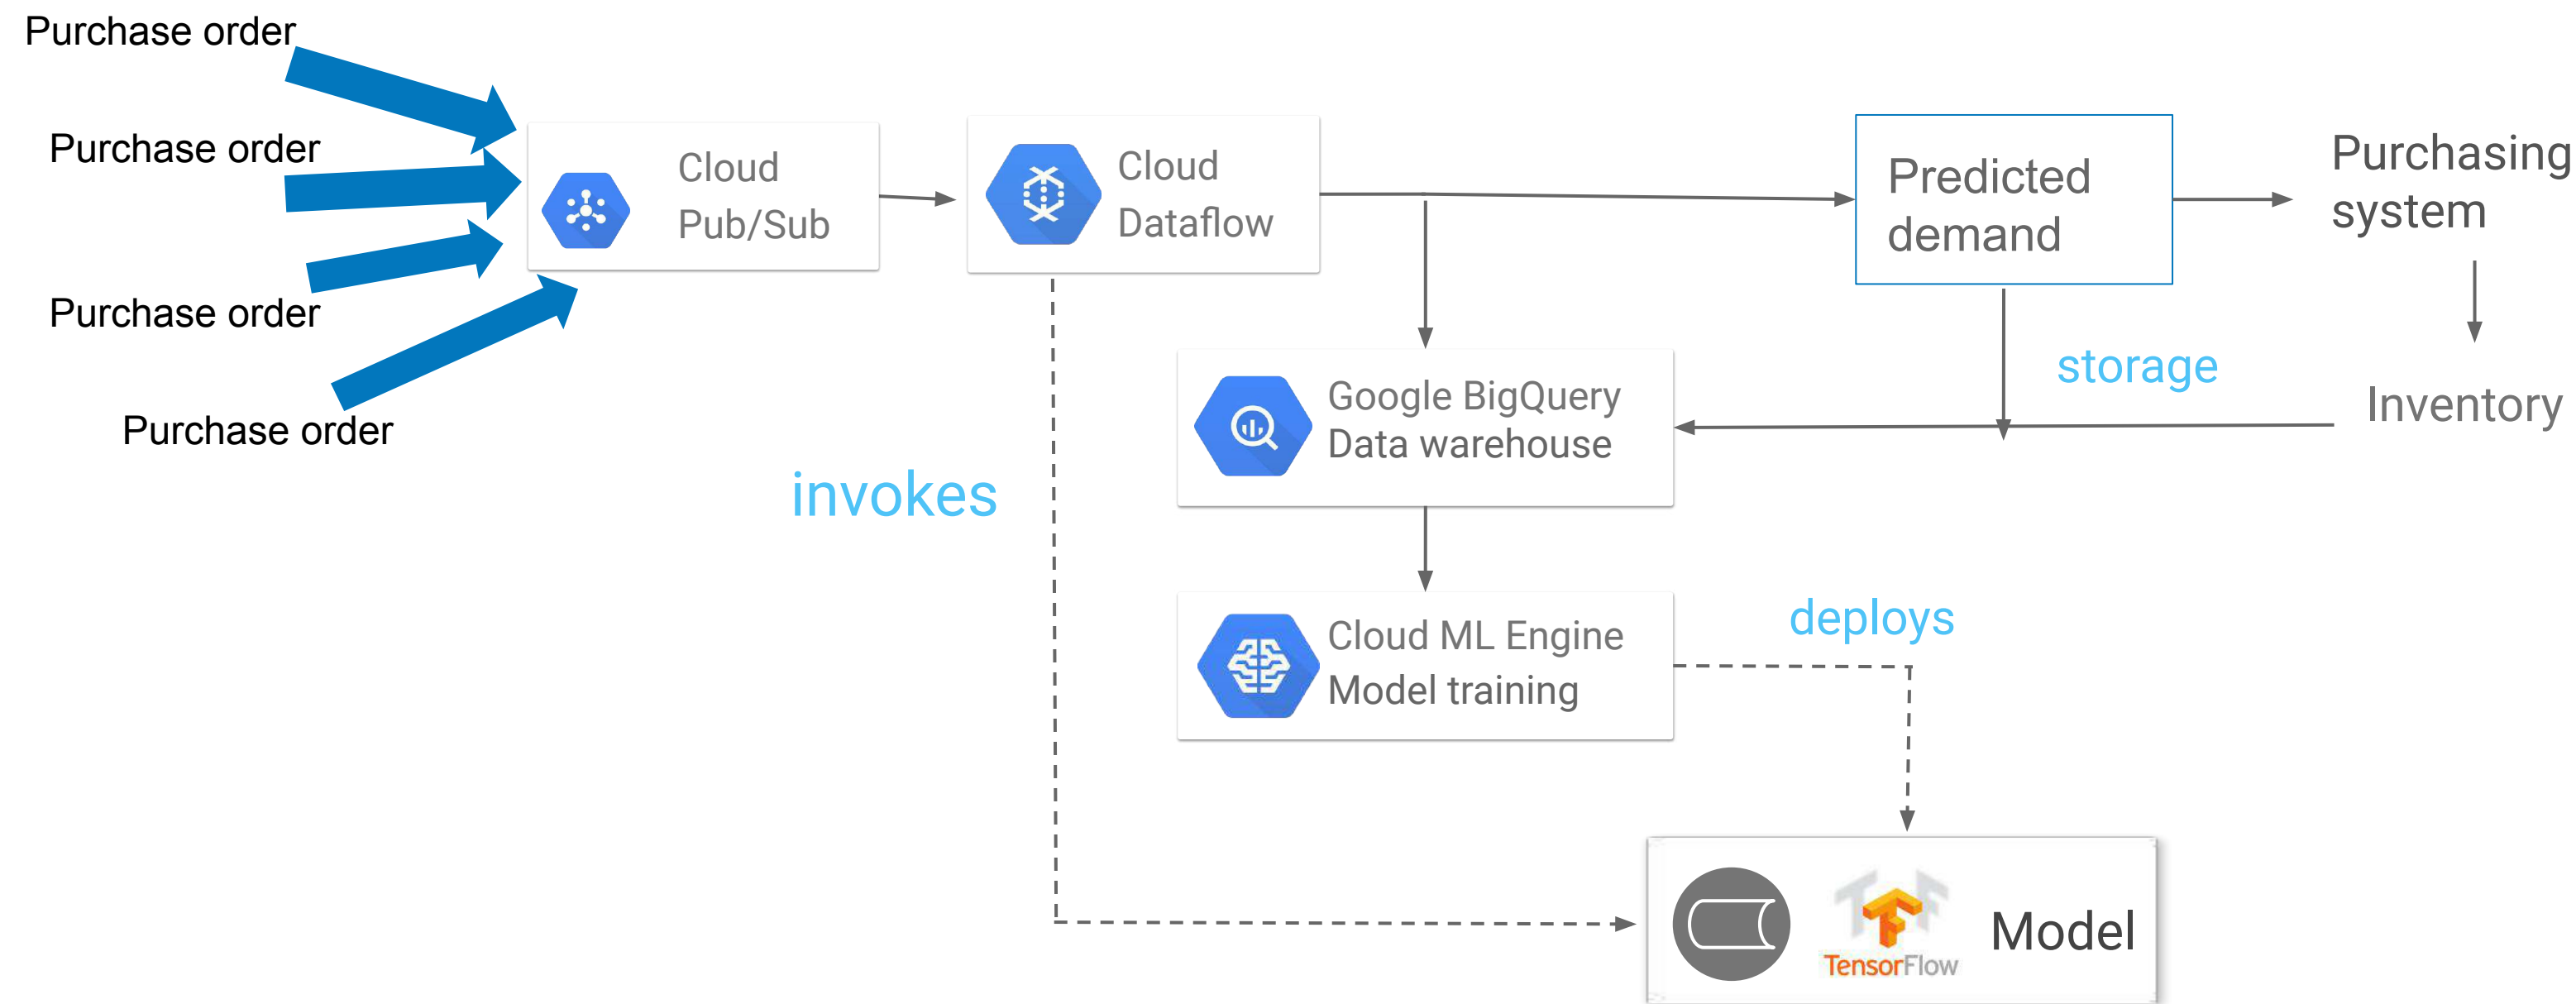 Purchase order
Purchase order
Purchase order
Purchase order
Cloud
Pub/Sub
Cloud
Dataflow
Predicted
demand
Purchasing
system
storage
Inventory
Google BigQuery
Data warehouse
invokes
Cloud ML Engine
Model training
deploys
TensorFlow
Model